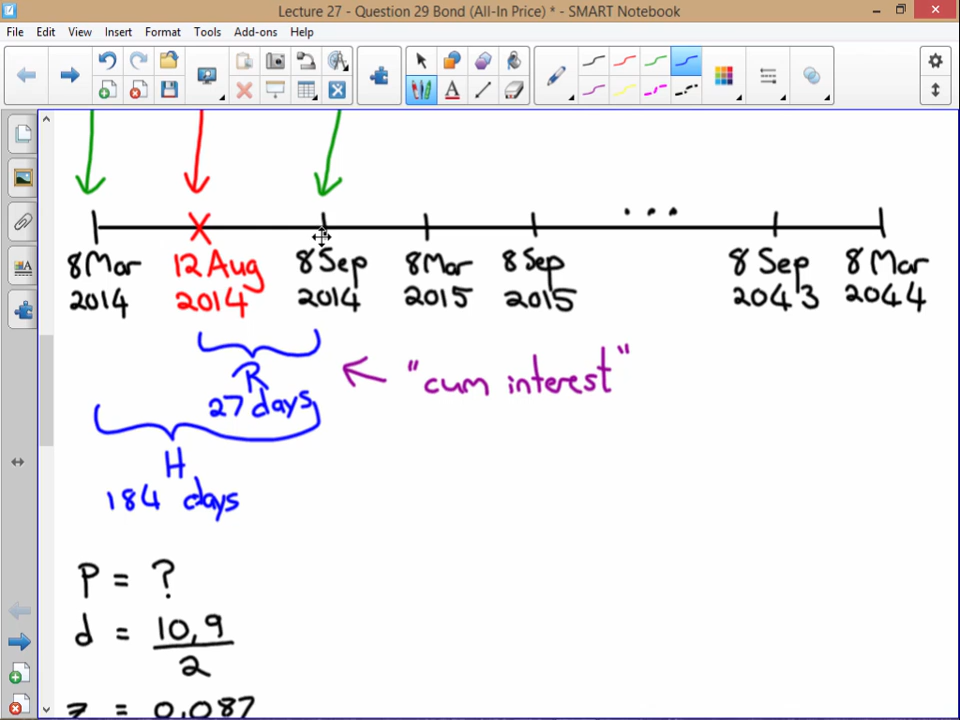 Lecture 27 - Question 29 Bond (All-In Price) * - SMART Notebook
File Edit View Insert Format Tools Add-ons Help
8 Mar 12 Aug 8 Sep 8 Mar 8 Sep ... 8 Sep 8 Mar
2014 2014 2014 2015 2015 2043 2044
R
27 days
"cum interest"
H
184 days
P = ?
d = 10,9
2
z = 0,087